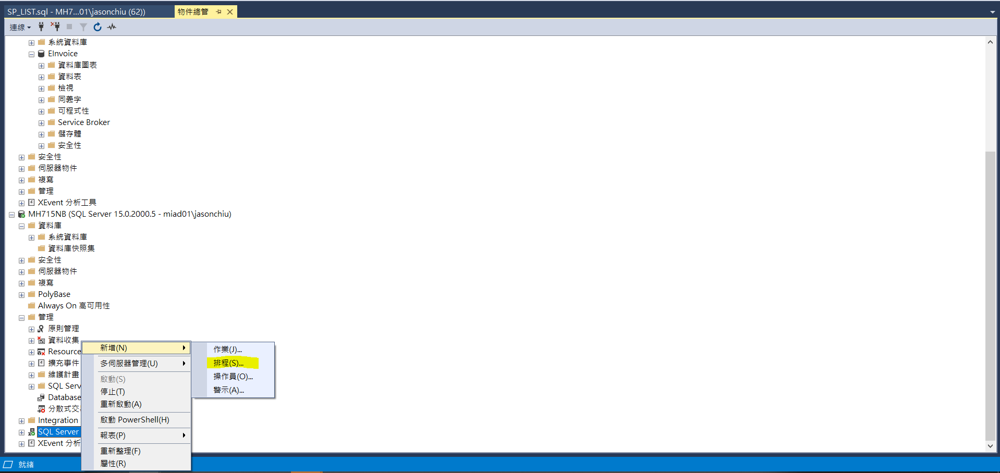 SP_LIST.sql - MH7...01\jasonchiu (62))
物件總管
連線
系統資料庫
EInvoice
資料庫圖表
資料表
檢視
同義字
可程式性
Service Broker
儲存體
安全性
安全性
伺服器物件
複寫
管理
XEvent 分析工具
MH715NB (SQL Server 15.0.2000.5 - miad01\jasonchiu)
資料庫
系統資料庫
資料庫快照集
安全性
伺服器物件
複寫
PolyBase
Always On 高可用性
管理
原則管理
資料收集
Resource
擴充事件
維護計畫
SQL Serv
Database
分散式交
Integration
SQL Server
XEvent 分析
新增(N)
多伺服器管理(U)
啟動(S)
停止(T)
重新啟動(A)
啟動 PowerShell(H)
報表(P)
重新整理(F)
屬性(R)
作業(J)...
排程(S)...
操作員(O)...
警示(A)...
就緒